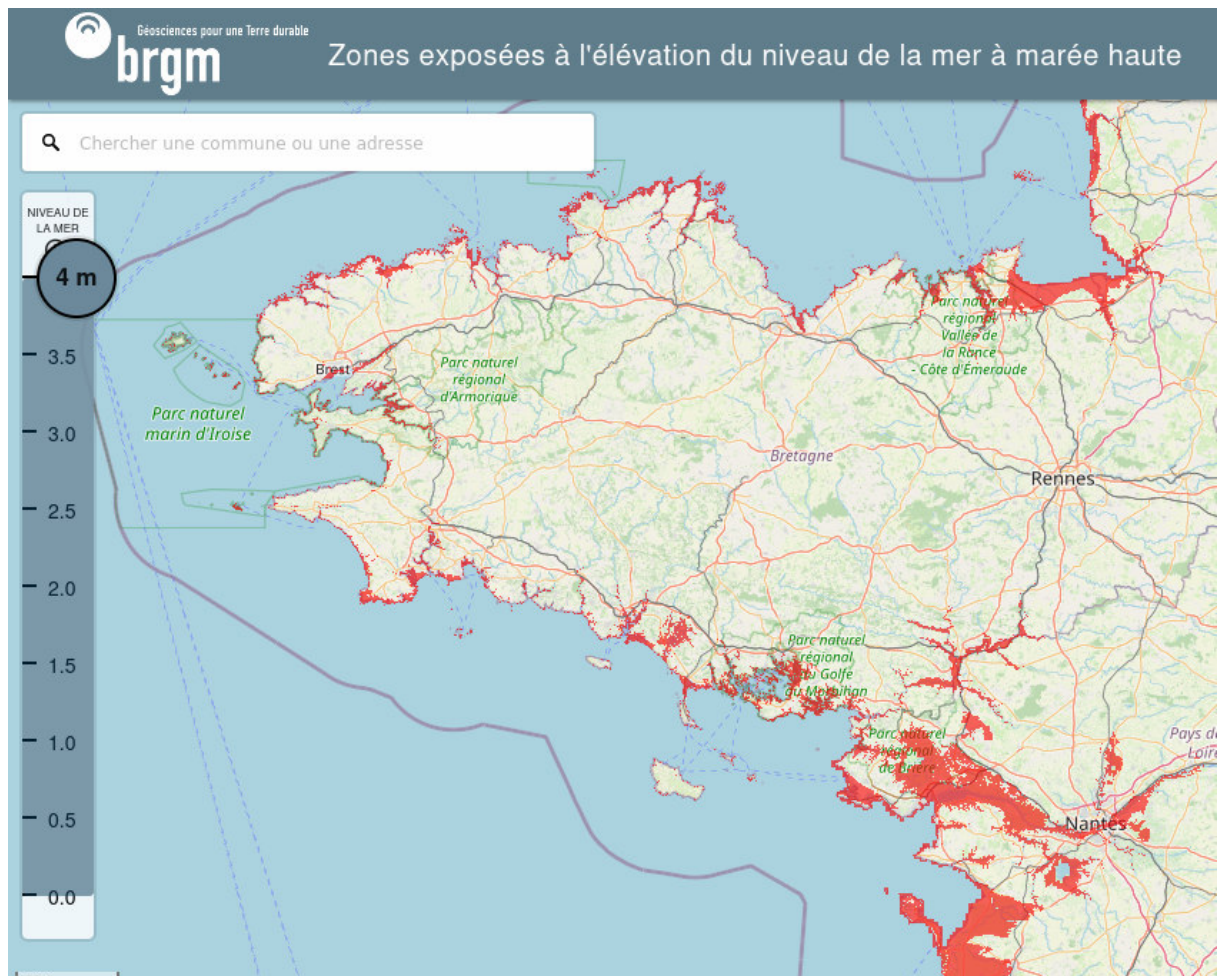 Géosciences pour une Terre durable
brgm
Zones exposées à l'élévation du niveau de la mer à marée haute
Chercher une commune ou une adresse
NIVEAU DE
LA MER
4 m
3.5
3.0
2.5
2.0
1.5
1.0
0.5
0.0
Brest
Parc naturel
régional
d'Armorique
Parc naturel
marin d'Iroise
Parc naturel
régional
Vallée de
la Rance
- Côte d'Émeraude
Bretagne
Rennes
Parc naturel
régional
du Golfe
du Morbihan
Parc naturel
régional
de Brière
Pays de
Loire
Nantes